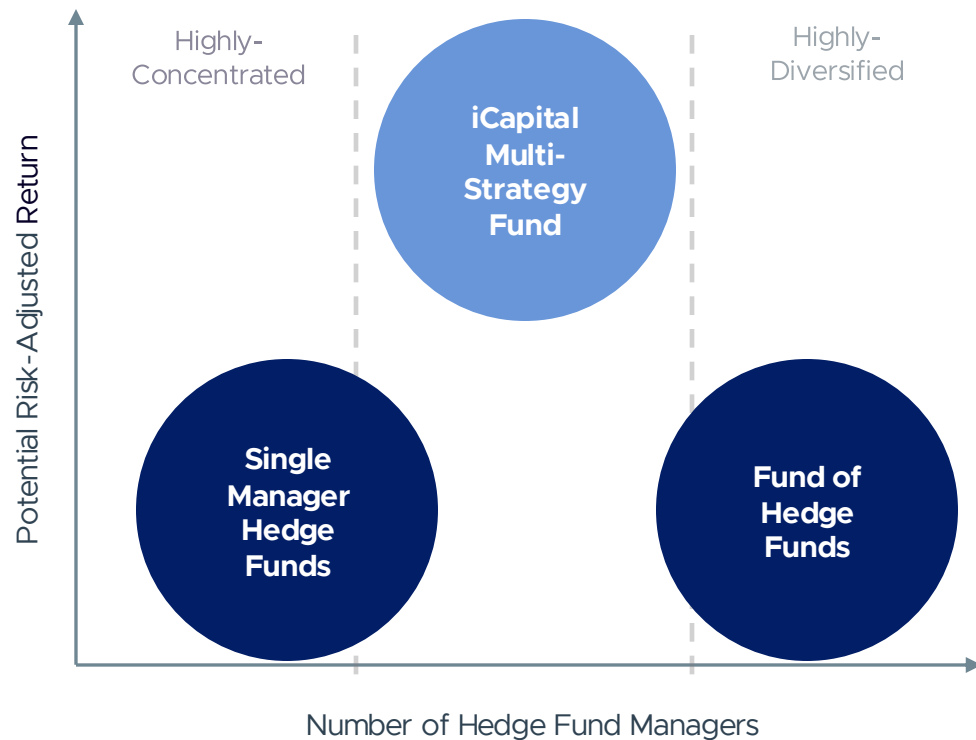 Highly-
Concentrated
Highly-
Diversified
iCapital
Multi-
Strategy
Fund
Potential Risk-Adjusted Return
Single
Manager
Hedge
Funds
Fund of
Hedge
Funds
Number of Hedge Fund Managers